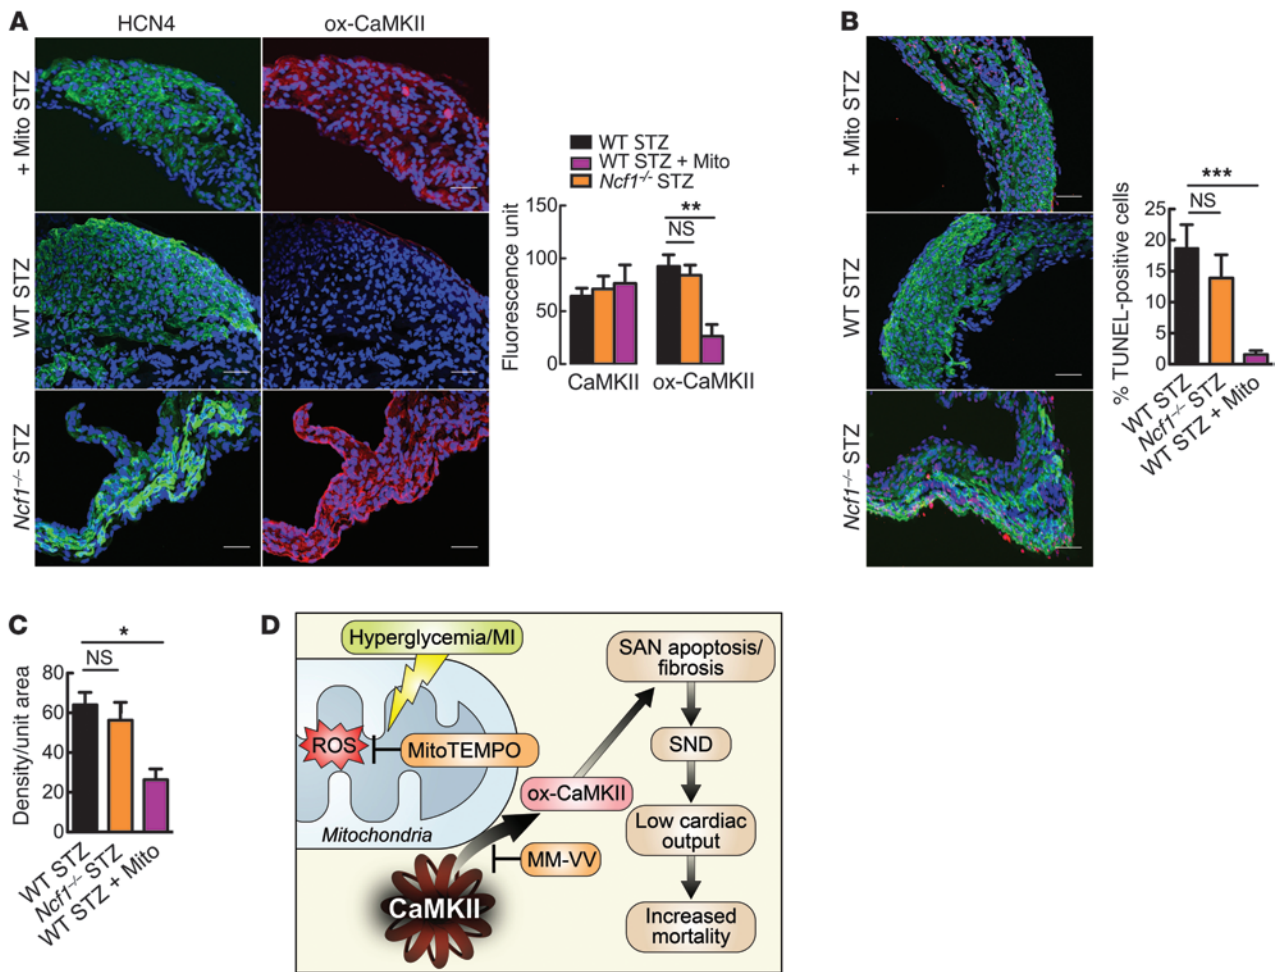 A
HCN4
ox-CaMKII
+ Mito STZ
WT STZ
Ncf1–/– STZ
WT STZ
WT STZ + Mito
Ncf1–/– STZ
Fluorescence unit
150
100
50
0
**
NS
CaMKII
ox-CaMKII
B
+ Mito STZ
WT STZ
Ncf1–/– STZ
% TUNEL-positive cells
25
20
15
10
5
0
***
NS
WT STZ
Ncf1–/– STZ
WT STZ + Mito
C
Density/unit area
80
60
40
20
0
*
NS
WT STZ
Ncf1–/– STZ
WT STZ + Mito
D
Hyperglycemia/MI
ROS
MitoTEMPO
Mitochondria
ox-CaMKII
MM-VV
CaMKII
SAN apoptosis/
fibrosis
SND
Low cardiac
output
Increased
mortality